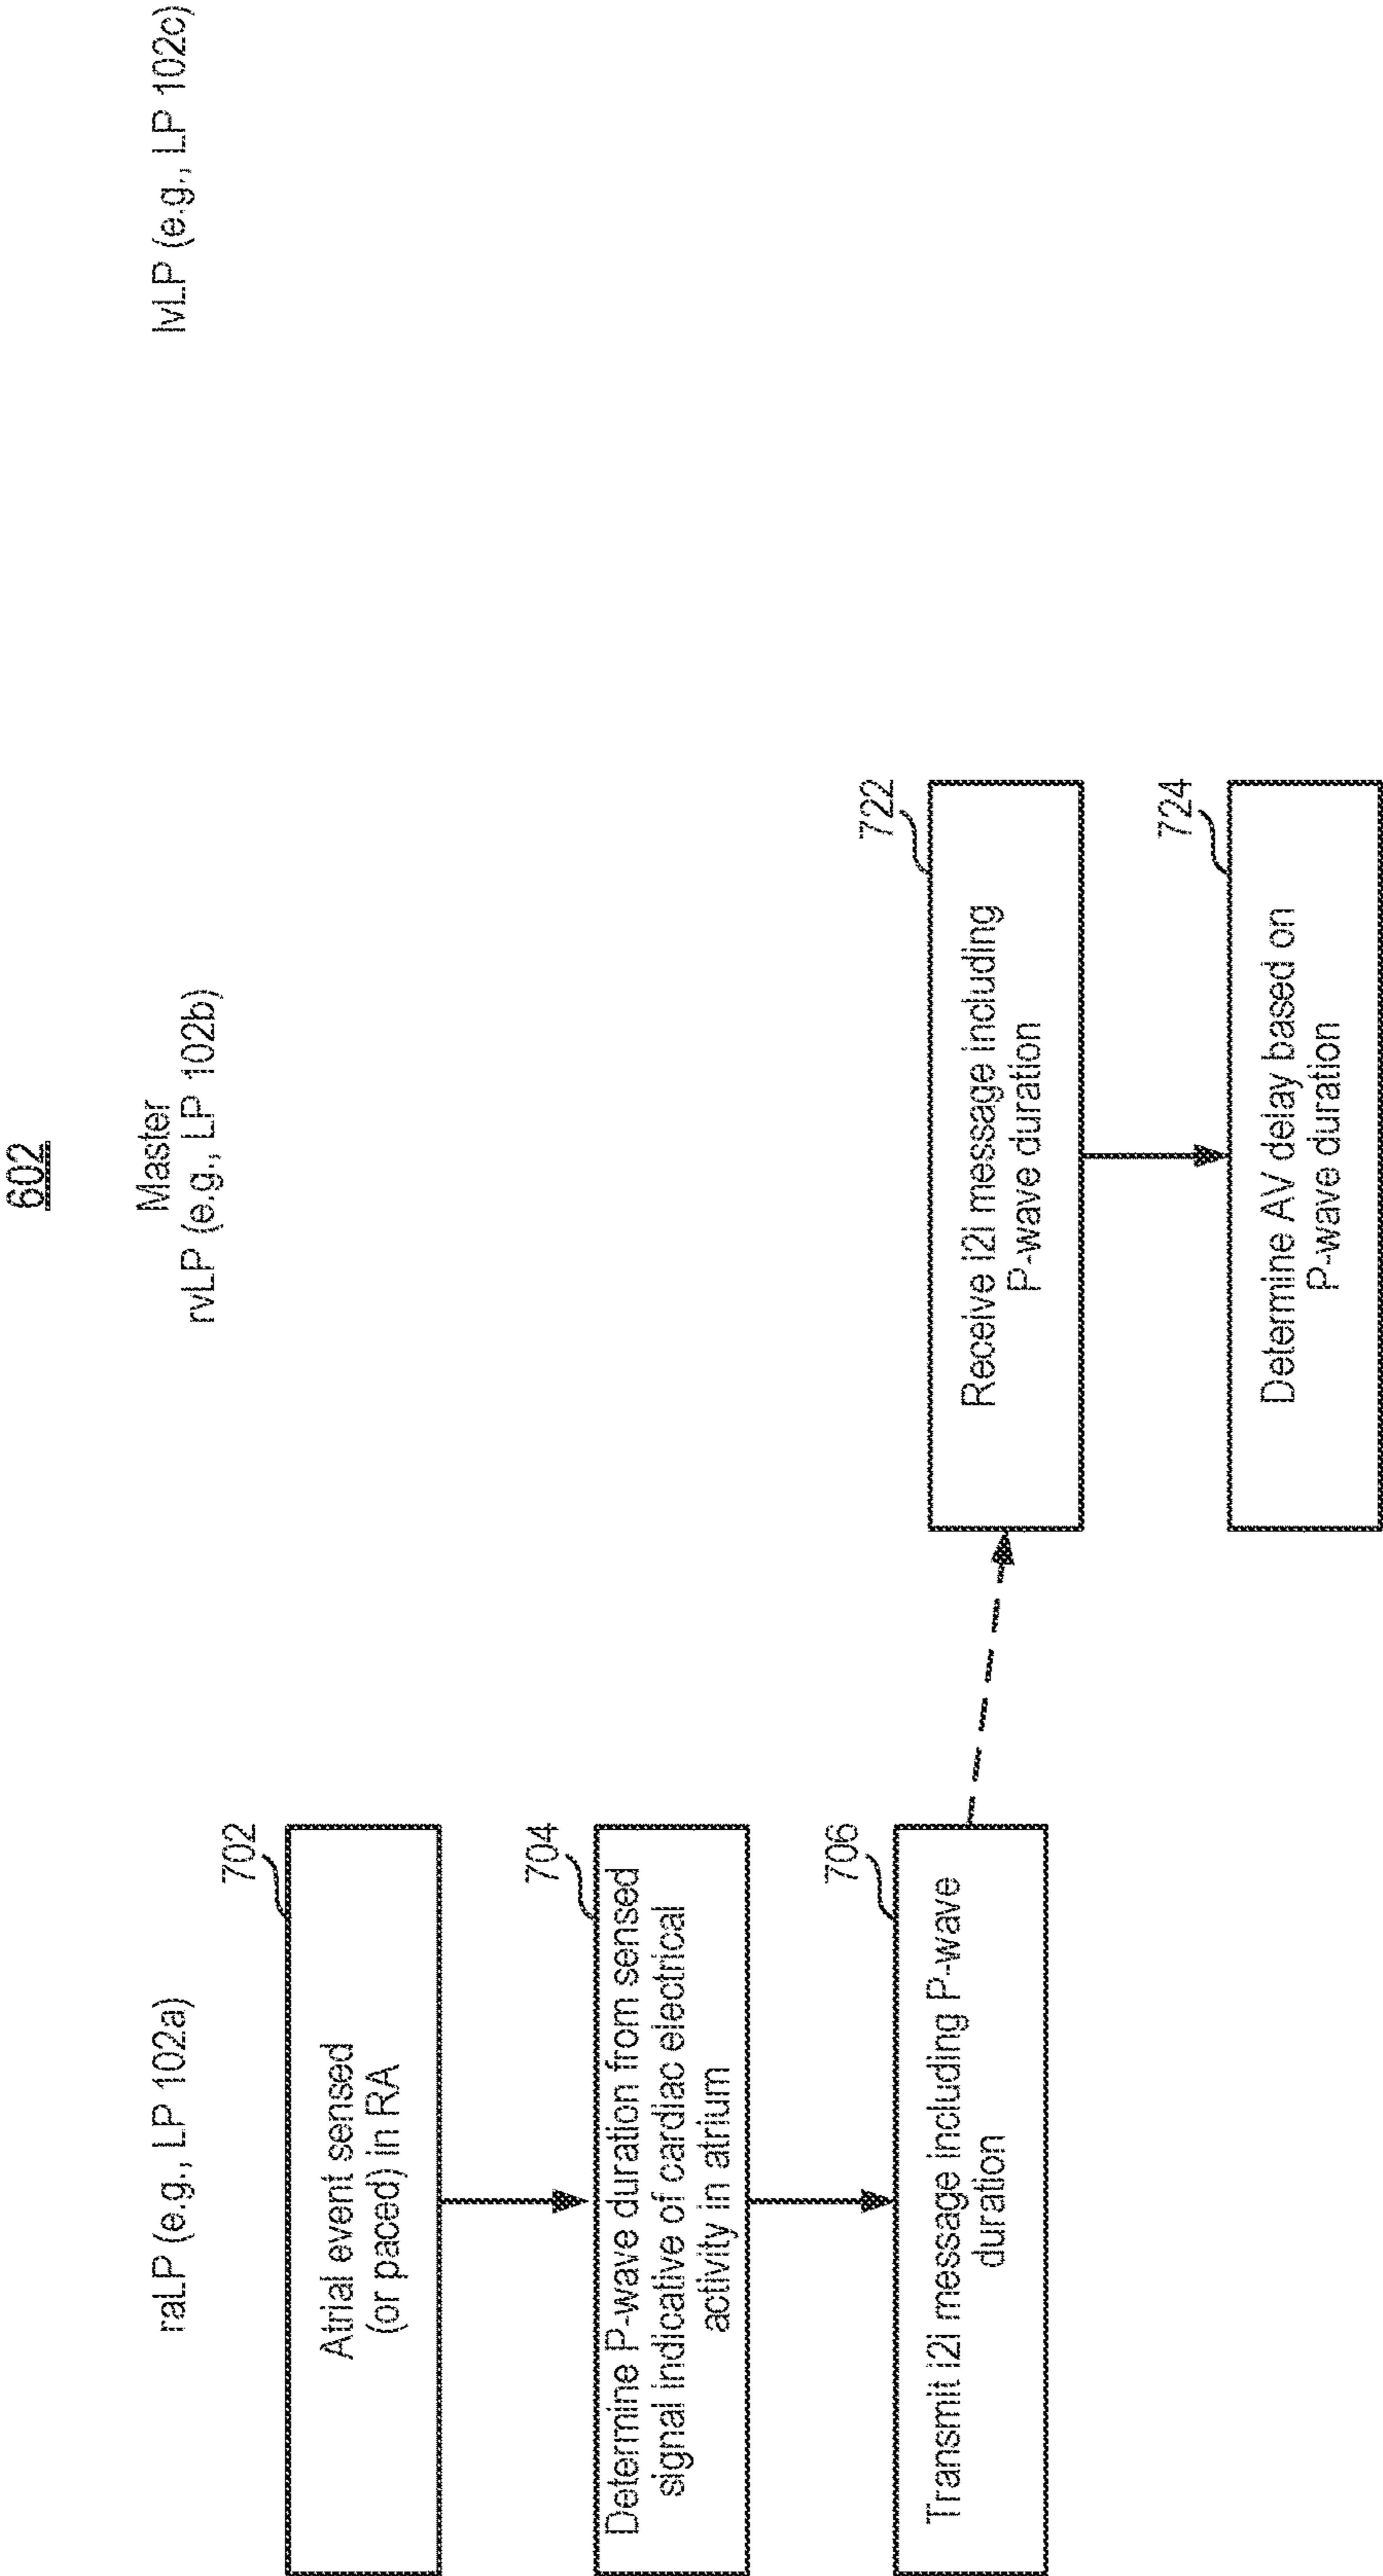 602
raLP (e.g., LP 102a)
Master
rvLP (e.g., LP 102b)
lvLP (e.g., LP 102c)
702
Atrial event sensed
(or paced) in RA
704
Determine P-wave duration from sensed
signal indicative of cardiac electrical
activity in atrium
706
Transmit i2i message including P-wave
duration
722
Receive i2i message including
P-wave duration
724
Determine AV delay based on
P-wave duration